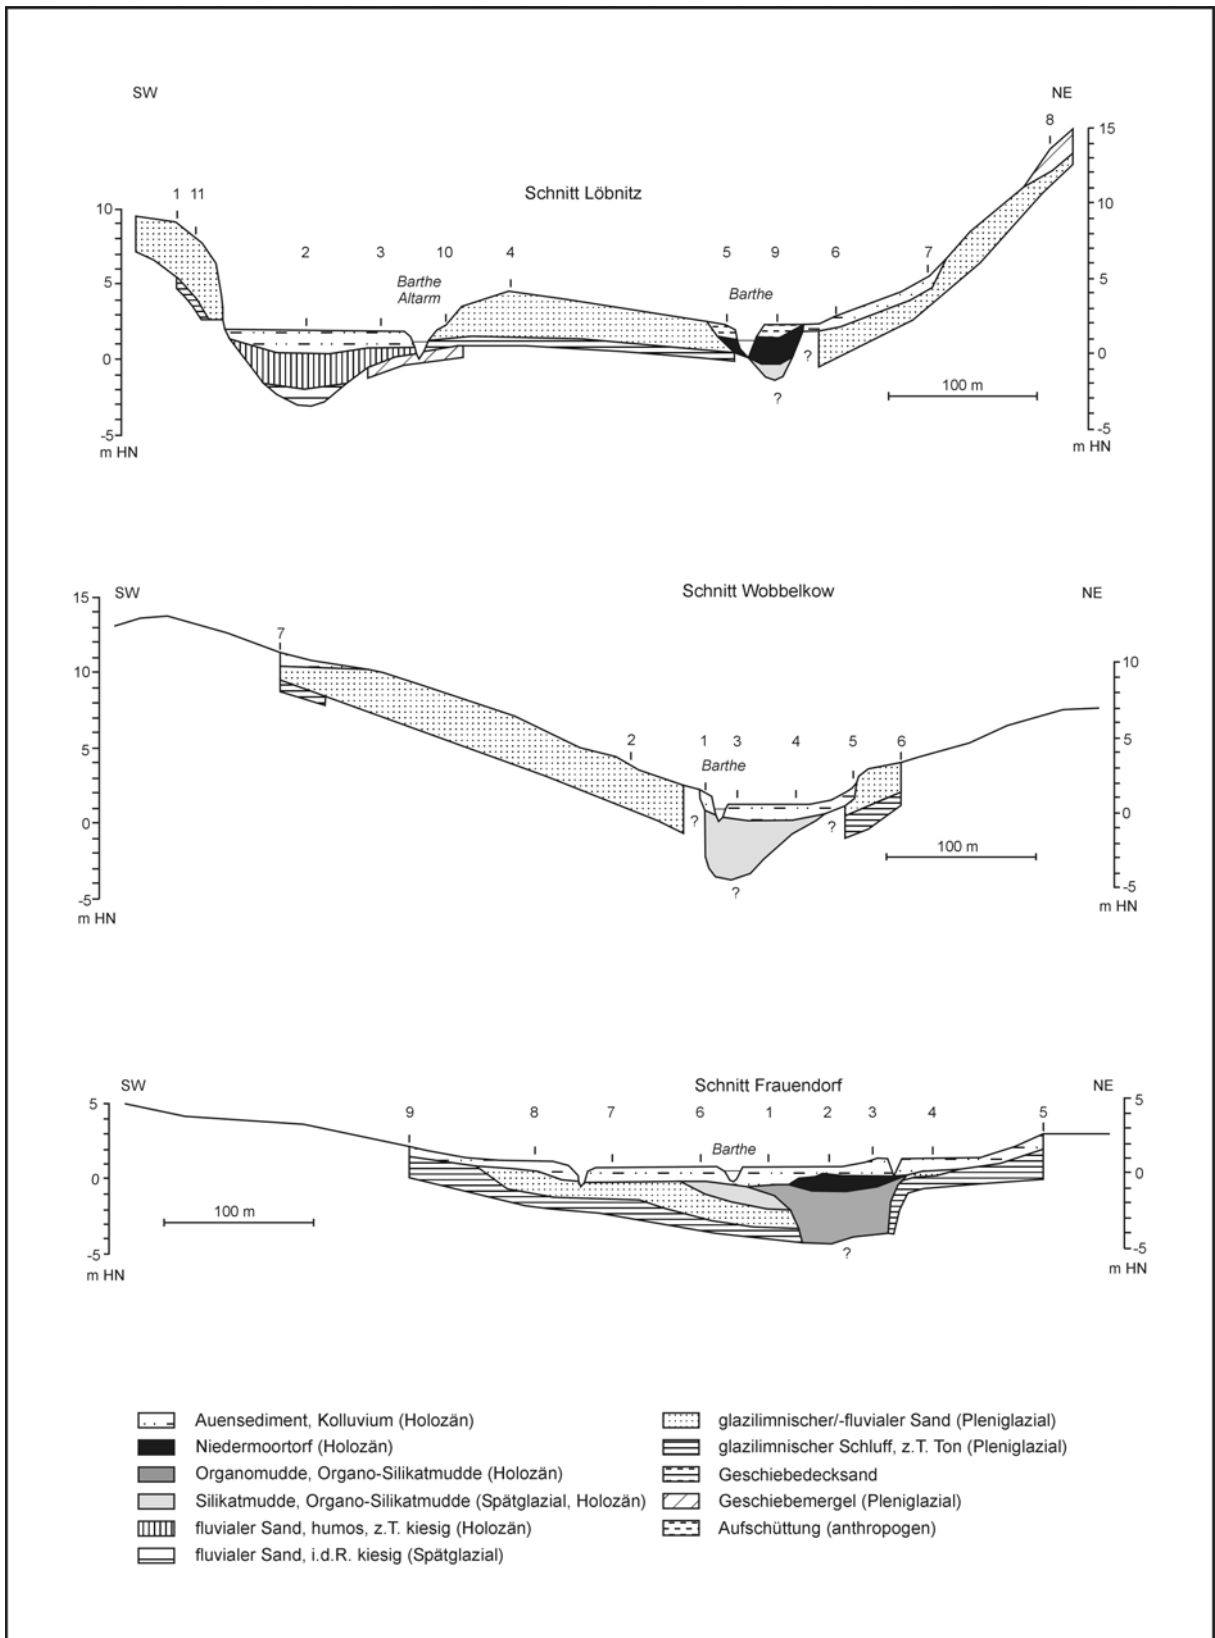 SW
NE
8
15
Schnitt Löbnitz
1 11
10
10
2 3 10 4 5 9 6 7
Barthe
Altarm
Barthe
5
5
0
0
?
100 m
?
-5
-5
m HN
m HN
15
SW
Schnitt Wobbelkow
NE
7
10
10
2 1 3 4 5 6
Barthe
5
5
0
0
?
?
100 m
?
-5
-5
m HN
m HN
SW
Schnitt Frauendorf
NE
5
5
9 8 7 6 1 2 3 4 5
Barthe
0
0
100 m
-5
-5
?
m HN
m HN
Auensediment, Kolluvium (Holozän)
Niedermoortorf (Holozän)
Organomudde, Organo-Silikatmudde (Holozän)
Silikatmudde, Organo-Silikatmudde (Spätglazial, Holozän)
fluvialer Sand, humos, z.T. kiesig (Holozän)
fluvialer Sand, i.d.R. kiesig (Spätglazial)
glazilimnischer/-fluvialer Sand (Pleniglazial)
glazilimnischer Schluff, z.T. Ton (Pleniglazial)
Geschiebedecksand
Geschiebemergel (Pleniglazial)
Aufschüttung (anthropogen)